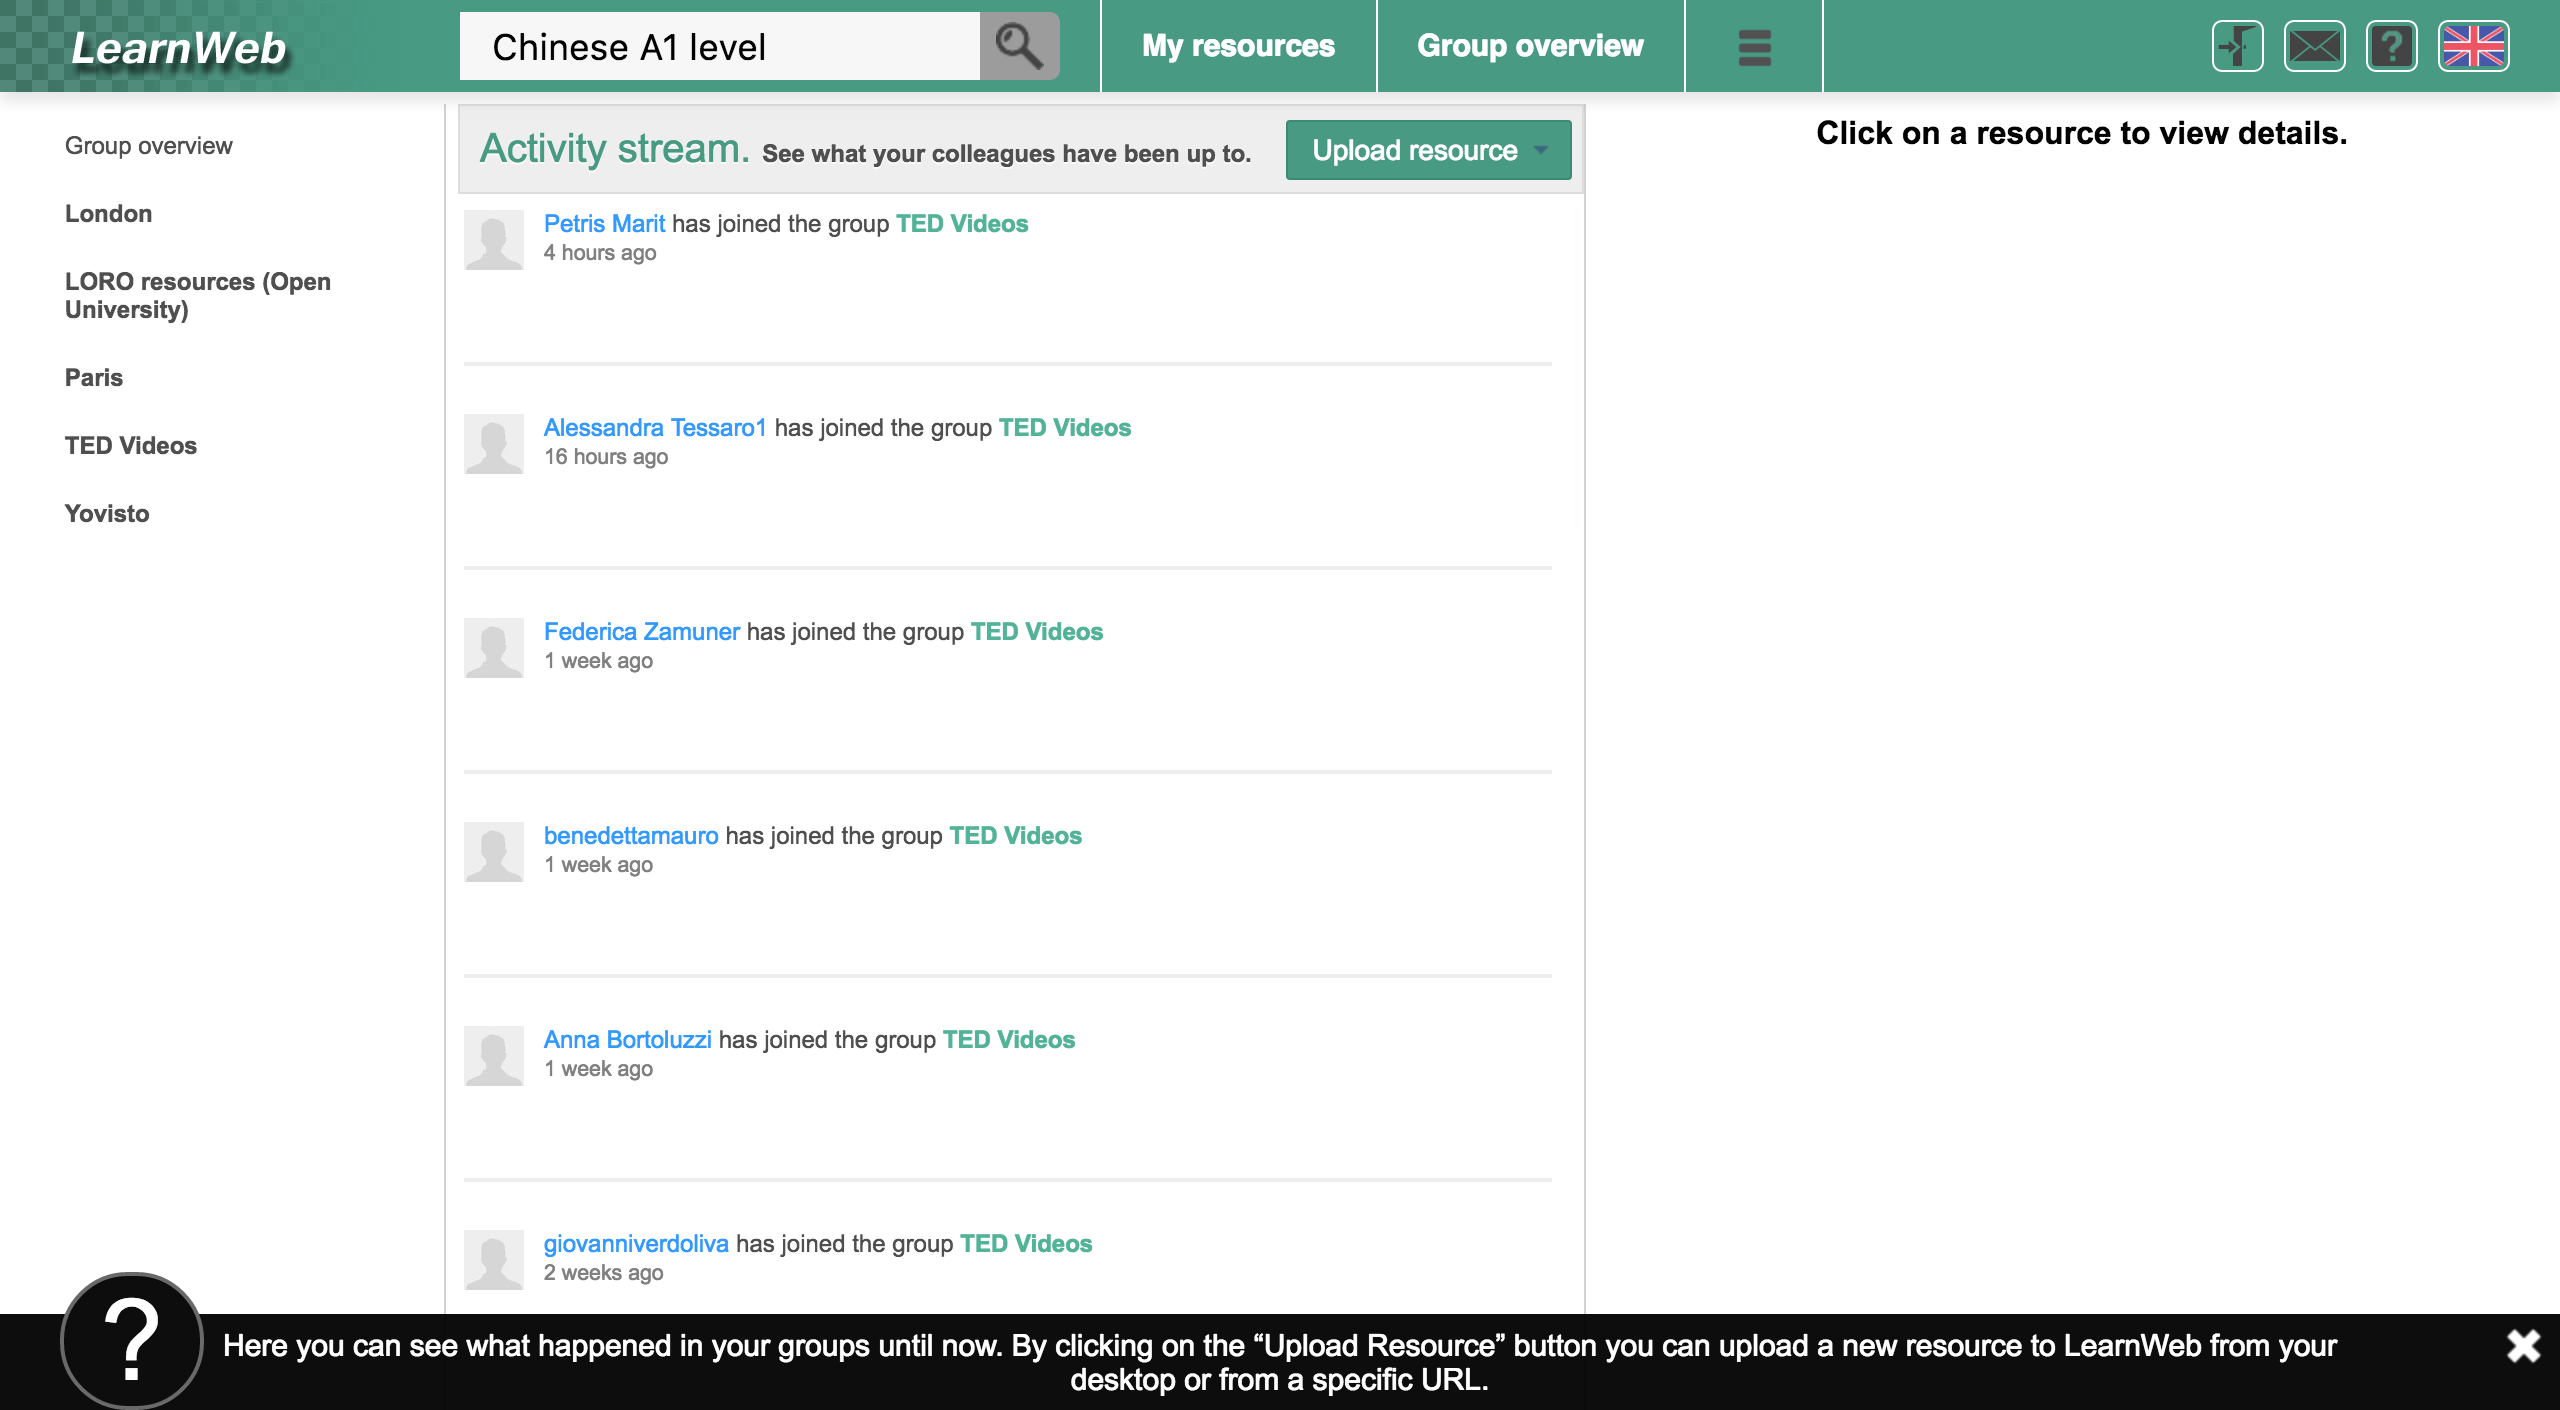 LearnWeb
Chinese A1 level
My resources
Group overview
?
Group overview
London
LORO resources (Open
University)
Paris
TED Videos
Yovisto
Activity stream. See what your colleagues have been up to.
Upload resource
Petris Marit has joined the group TED Videos
4 hours ago
Alessandra Tessaro1 has joined the group TED Videos
16 hours ago
Federica Zamuner has joined the group TED Videos
1 week ago
benedettamauro has joined the group TED Videos
1 week ago
Anna Bortoluzzi has joined the group TED Videos
1 week ago
giovanniverdoliva has joined the group TED Videos
2 weeks ago
Click on a resource to view details.
?
Here you can see what happened in your groups until now. By clicking on the “Upload Resource” button you can upload a new resource to LearnWeb from your
desktop or from a specific URL.